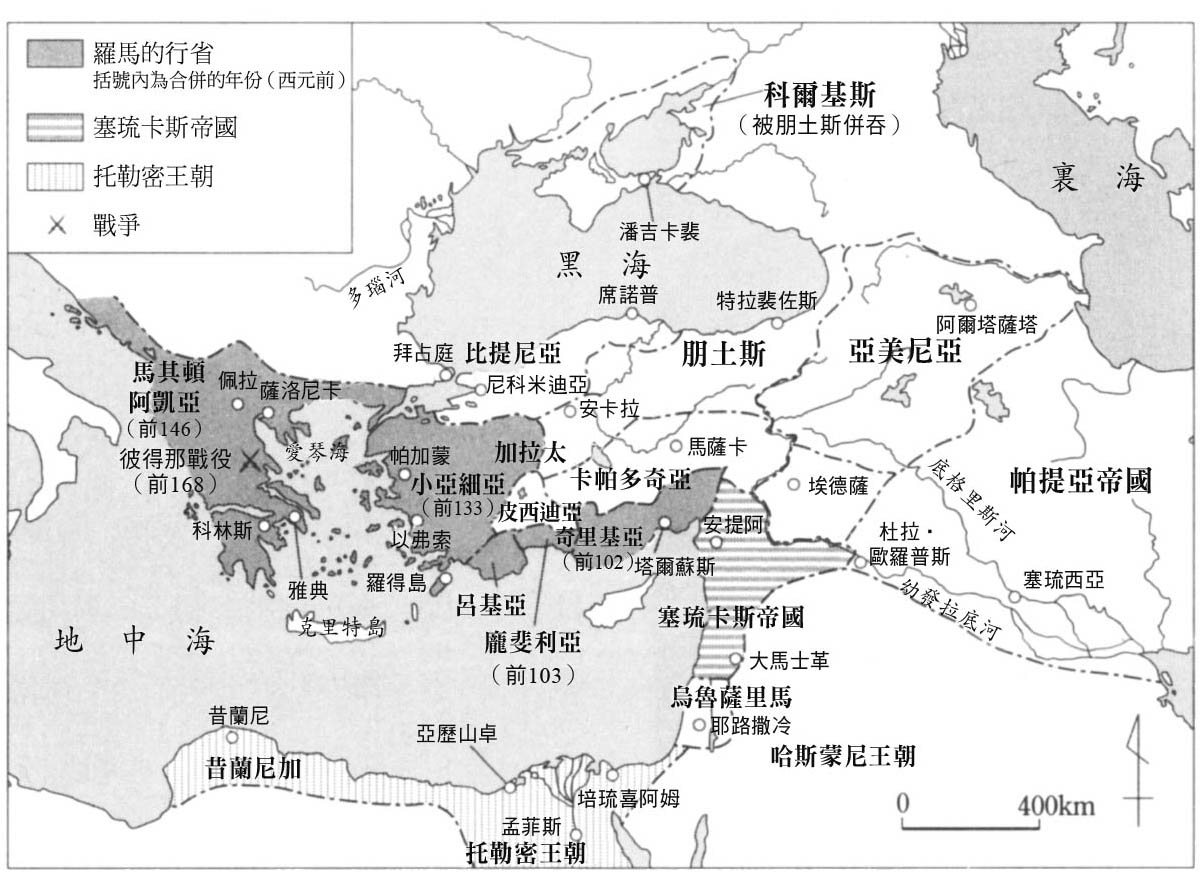 羅馬的行省
括號內為合併的年份（西元前）
塞琉卡斯帝國
托勒密王朝
戰爭
科爾基斯
（被朋土斯併吞）
裏海
潘吉卡裴
黑海
多瑙河
席諾普
特拉裴佐斯
阿爾塔薩塔
拜占庭
比提尼亞
朋土斯
亞美尼亞
馬其頓
阿凱亞
（前146）
佩拉
薩洛尼卡
尼科米迪亞
安卡拉
彼得那戰役
（前168）
愛琴海
帕加蒙
小亞細亞
（前133）
加拉太
馬薩卡
卡帕多奇亞
埃德薩
底格里斯河
帕提亞帝國
皮西迪亞
科林斯
以弗索
奇里基亞
（前102）
安提阿
杜拉・
歐羅普斯
雅典
羅得島
塔爾蘇斯
塞琉西亞
呂基亞
幼發拉底河
地中海
克里特島
龐斐利亞
（前103）
塞琉卡斯帝國
大馬士革
烏魯薩里馬
耶路撒冷
哈斯蒙尼王朝
昔蘭尼
亞歷山卓
昔蘭尼加
培琉喜阿姆
孟菲斯
托勒密王朝
0 400km